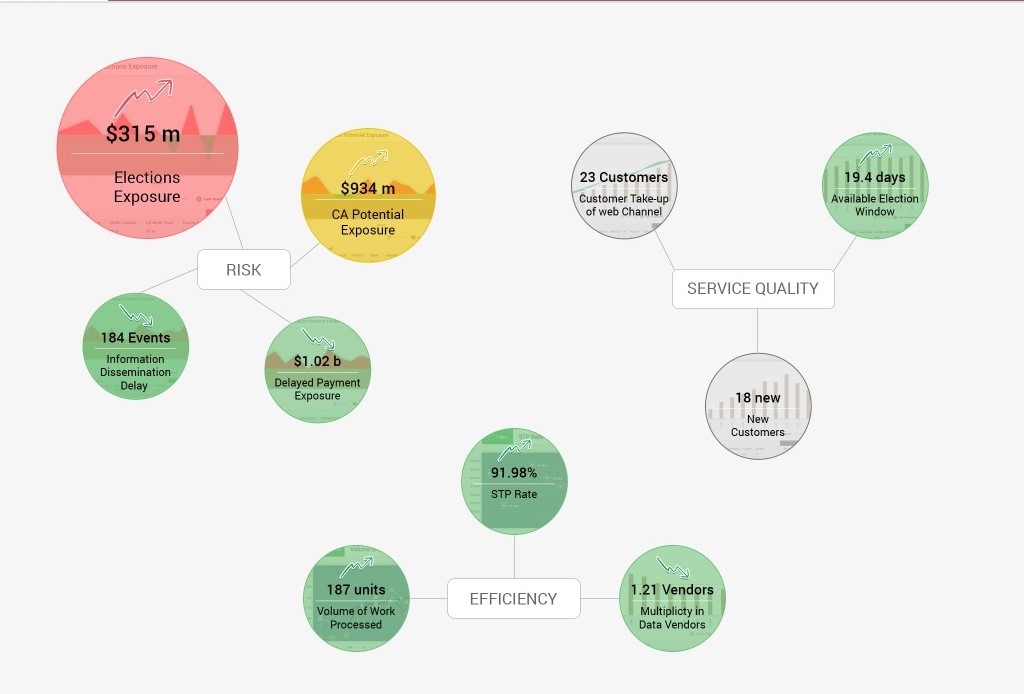 $315 m
Elections
Exposure
$934 m
CA Potential
Exposure
RISK
184 Events
Information
Dissemination
Delay
$1.02 b
Delayed Payment
Exposure
23 Customers
Customer Take-up
of web Channel
19.4 days
Available Election
Window
SERVICE QUALITY
18 new
New
Customers
91.98%
STP Rate
187 units
Volume of Work
Processed
EFFICIENCY
1.21 Vendors
Multiplicty in
Data Vendors